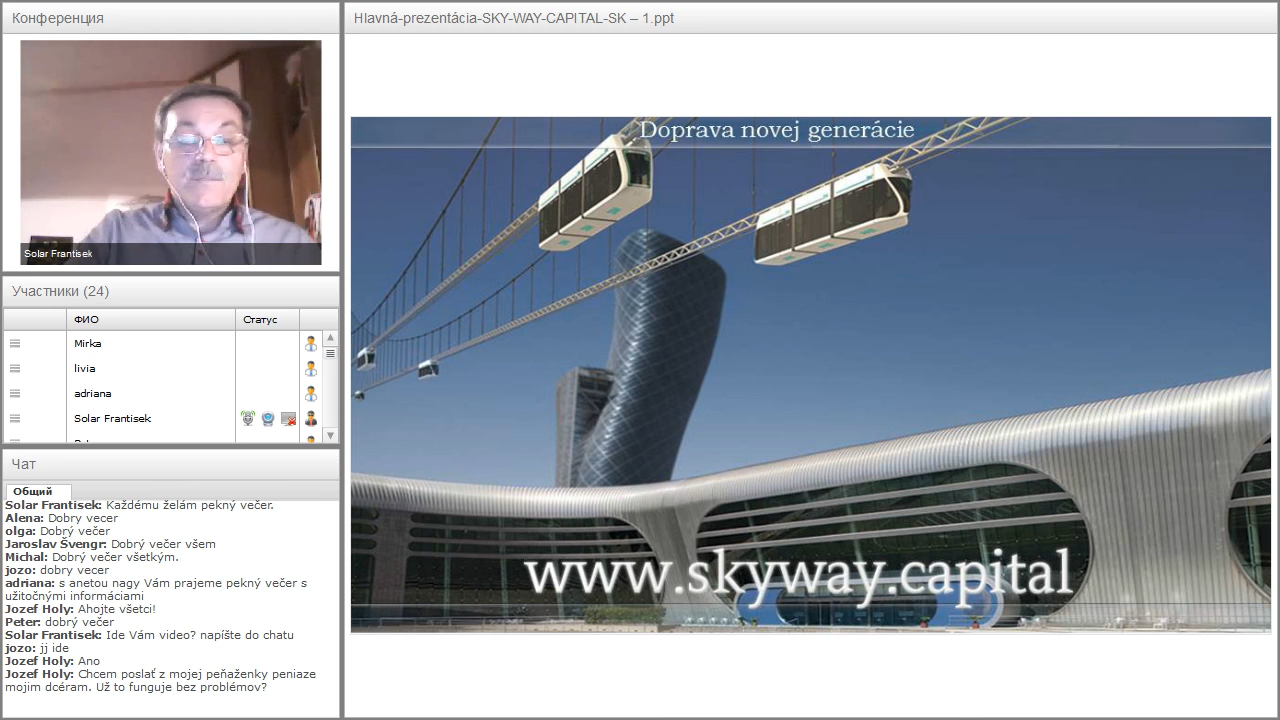 Конференция
Solar Frantisek
Участники (24)
ФИО
Статус
Mirka
livia
adriana
Solar Frantisek
Чат
Общий
Solar Frantisek: Každému želám pekný večer.
Alena: Dobry vecer
olga: Dobrý večer
Jaroslav Švengr: Dobrý večer všem
Michal: Dobrý večer všetkým.
jozo: dobry vecer
adriana: s anetou nagy Vám prajeme pekný večer s
užitočnými informáciami
Jozef Holy: Ahojte všetci!
Peter: dobrý večer
Solar Frantisek: Ide Vám video? napíšte do chatu
jozo: jj ide
Jozef Holy: Ano
Jozef Holy: Chcem poslať z mojej peňaženky peniaze
mojim dcéram. Už to funguje bez problémov?
Hlavná-prezentácia-SKY-WAY-CAPITAL-SK – 1.ppt
Doprava novej generácie
www.skyway.capital